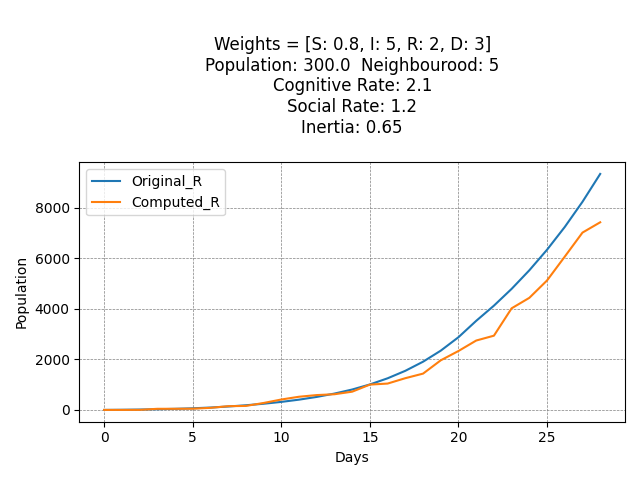 Weights = [S: 0.8, I: 5, R: 2, D: 3]
Population: 300.0  Neighbourood: 5
Cognitive Rate: 2.1
Social Rate: 1.2
Inertia: 0.65
Original_R
Computed_R
Population
8000
6000
4000
2000
0
0 5 10 15 20 25
Days